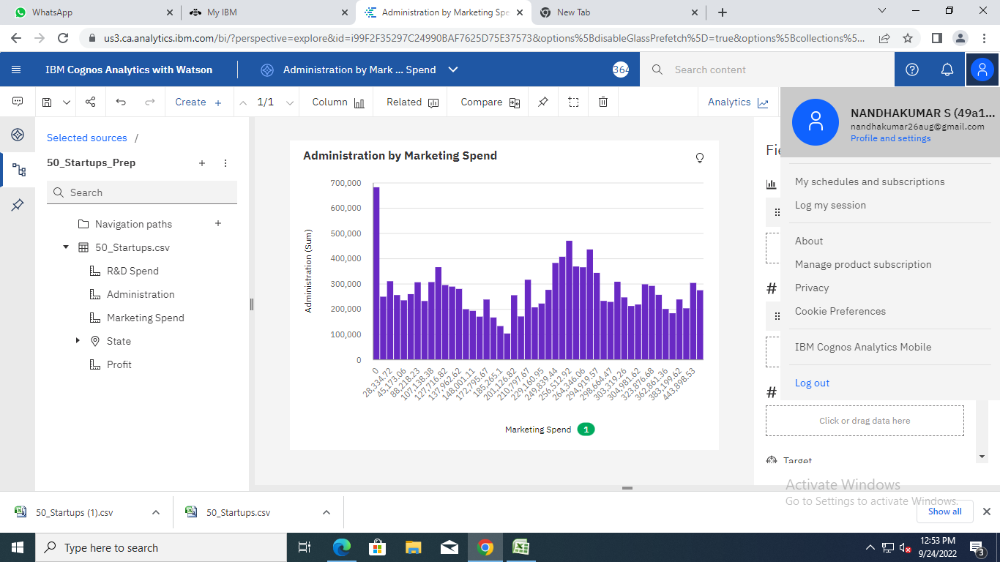 WhatsApp
My IBM
Administration by Marketing Spe
New Tab
us3.ca.analytics.ibm.com/bi/?perspective=explore&id=i99F2F35297C24990BAF7625D75E37573&options%5BdisableGlassPrefetch%5D=true&options%5Bcollections%5...
IBM Cognos Analytics with Watson
Administration by Mark ... Spend
364
Search content
Create +
1/1
Column
Related
Compare
Analytics
NANDHAKUMAR S (49a1...
nandhakumar26aug@gmail.com
Profile and settings
My schedules and subscriptions
Log my session
About
Manage product subscription
Privacy
Cookie Preferences
IBM Cognos Analytics Mobile
Log out
Selected sources /
50_Startups_Prep
Search
Navigation paths
50_Startups.csv
R&D Spend
Administration
Marketing Spend
State
Profit
Administration by Marketing Spend
Administration (Sum)
700,000
600,000
500,000
400,000
300,000
200,000
100,000
0
0
28,334.72
45,173.06
88,218.23
107,138.38
127,716.82
137,962.62
148,001.11
172,795.67
185,265.1
201,126.82
210,797.67
229,160.95
249,839.44
256,512.92
264,346.06
294,919.57
298,664.47
303,319.26
304,981.62
323,876.68
362,861.36
383,199.62
443,898.53
Marketing Spend 1
Fie
#
#
Click or drag data here
Target
Activate Windows
Go to Settings to activate Windows.
50_Startups (1).csv
50_Startups.csv
Show all
Type here to search
12:53 PM
9/24/2022
3